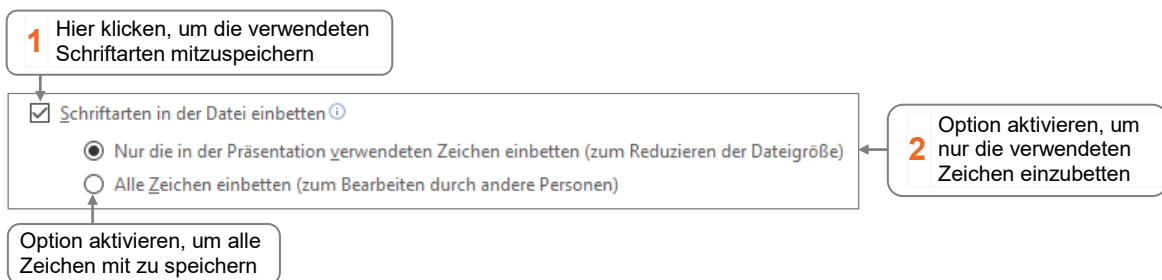 1 Hier klicken, um die verwendeten
Schriftarten mitzuspeichern
Schriftarten in der Datei einbetten
Nur die in der Präsentation verwendeten Zeichen einbetten (zum Reduzieren der Dateigröße)
Alle Zeichen einbetten (zum Bearbeiten durch andere Personen)
2 Option aktivieren, um
nur die verwendeten
Zeichen einzubetten
Option aktivieren, um alle
Zeichen mit zu speichern